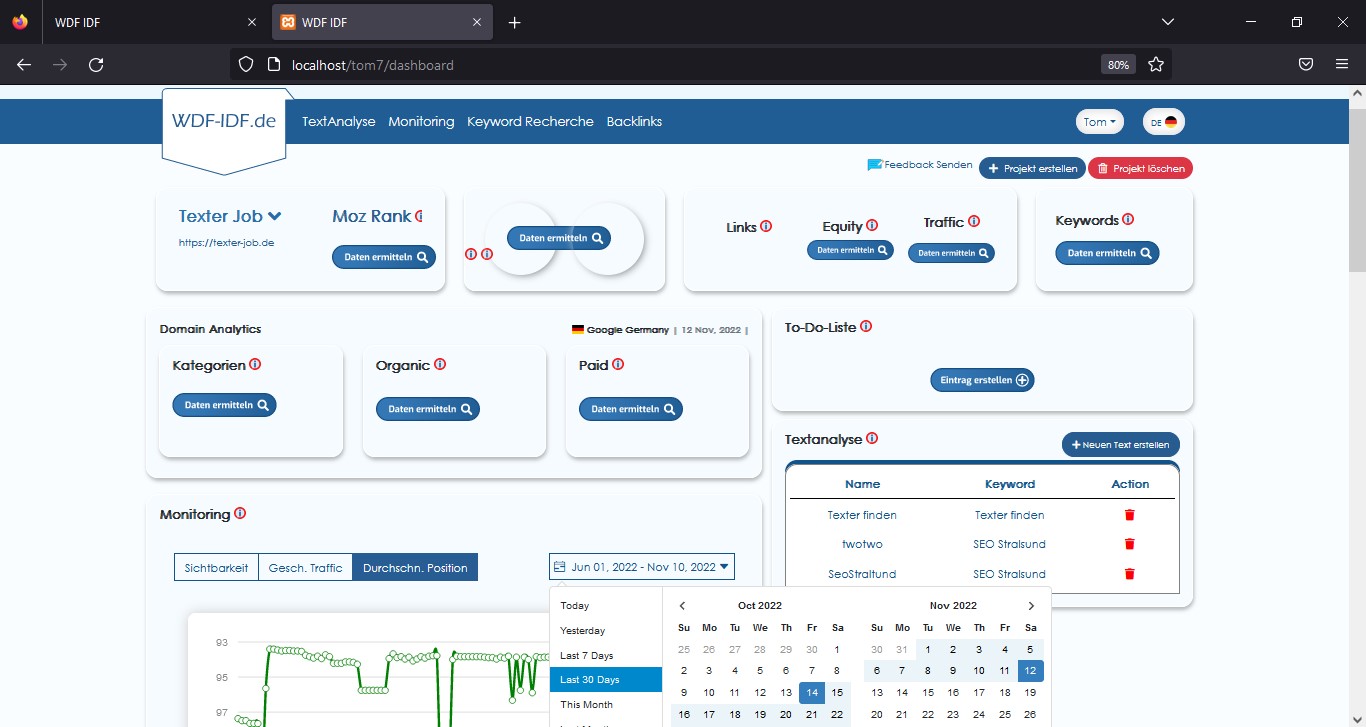 WDF IDF
WDF IDF
localhost/tom7/dashboard
80%
WDF-IDF.de
TextAnalyse Monitoring Keyword Recherche Backlinks
Tom
DE
Feedback Senden
Projekt erstellen
Projekt löschen
Texter Job
https://texter-job.de
Moz Rank
Daten ermitteln
Daten ermitteln
Links
Equity
Daten ermitteln
Traffic
Daten ermitteln
Keywords
Daten ermitteln
Domain Analytics
Google Germany | 12 Nov, 2022 |
Kategorien
Daten ermitteln
Organic
Daten ermitteln
Paid
Daten ermitteln
To-Do-Liste
Eintrag erstellen
Textanalyse
Neuen Text erstellen
Name Keyword Action
Texter finden Texter finden
twotwo SEO Stralsund
SeoStraltund SEO Stralsund
Monitoring
Sichtbarkeit Gesch. Traffic Durchschn. Position
Jun 01, 2022 - Nov 10, 2022
93
95
97
Today
Yesterday
Last 7 Days
Last 30 Days
This Month
Last Month
Oct 2022
Su Mo Tu We Th Fr Sa
25 26 27 28 29 30 1
2 3 4 5 6 7 8
9 10 11 12 13 14 15
16 17 18 19 20 21 22
Nov 2022
Su Mo Tu We Th Fr Sa
30 31 1 2 3 4 5
6 7 8 9 10 11 12
13 14 15 16 17 18 19
20 21 22 23 24 25 26